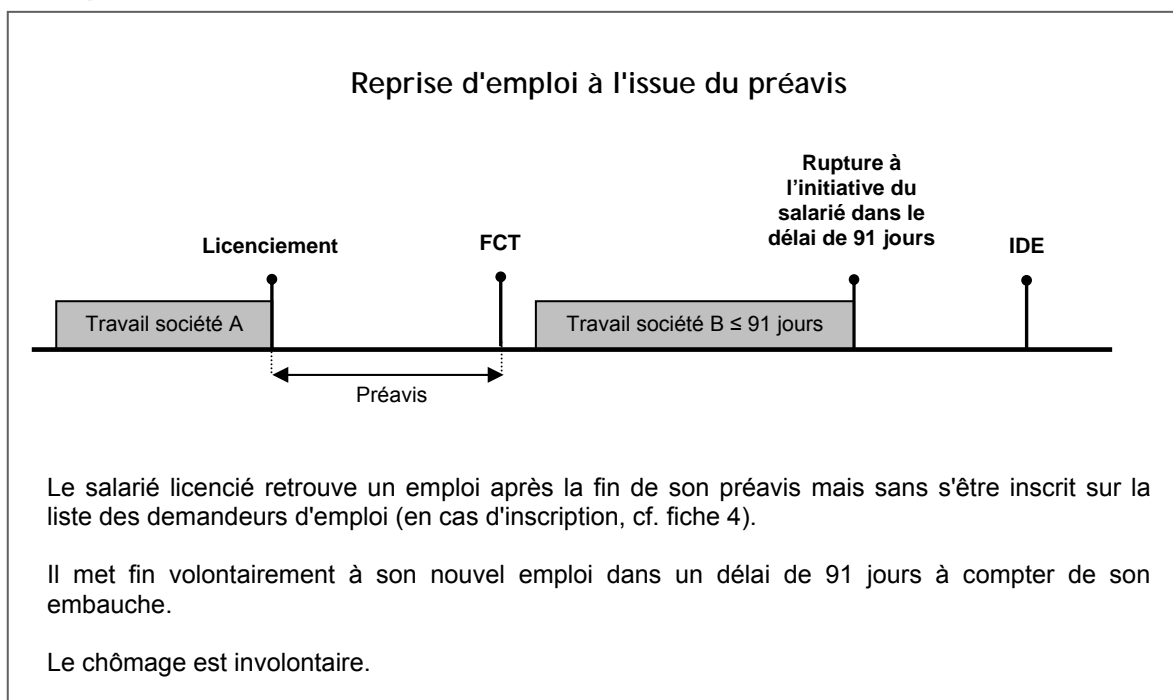 Reprise d'emploi à l'issue du préavis
Rupture à
l'initiative du
salarié dans le
délai de 91 jours
Licenciement
FCT
IDE
Travail société A
Travail société B ≤ 91 jours
Préavis
Le salarié licencié retrouve un emploi après la fin de son préavis mais sans s'être inscrit sur la
liste des demandeurs d'emploi (en cas d'inscription, cf. fiche 4).
Il met fin volontairement à son nouvel emploi dans un délai de 91 jours à compter de son
embauche.
Le chômage est involontaire.